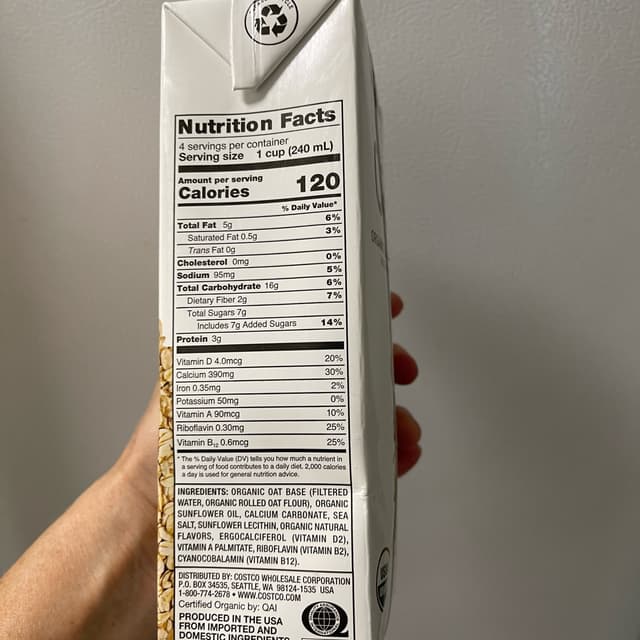 Nutrition Facts
4 servings per container
Serving size 1 cup (240 mL)
Amount per serving
Calories 120
% Daily Value*
Total Fat 5g 6%
Saturated Fat 0.5g 3%
Trans Fat 0g
Cholesterol 0mg 0%
Sodium 95mg 5%
Total Carbohydrate 16g 6%
Dietary Fiber 2g 7%
Total Sugars 7g
Includes 7g Added Sugars 14%
Protein 3g
Vitamin D 4.0mcg 20%
Calcium 390mg 30%
Iron 0.35mg 2%
Potassium 50mg 0%
Vitamin A 90mcg 10%
Riboflavin 0.30mg 25%
Vitamin B12 0.6mcg 25%
* The % Daily Value (DV) tells you how much a nutrient in
a serving of food contributes to a daily diet. 2,000 calories
a day is used for general nutrition advice.
INGREDIENTS: ORGANIC OAT BASE (FILTERED
WATER, ORGANIC ROLLED OAT FLOUR), ORGANIC
SUNFLOWER OIL, CALCIUM CARBONATE, SEA
SALT, SUNFLOWER LECITHIN, ORGANIC NATURAL
FLAVORS, ERGOCALCIFEROL (VITAMIN D2),
VITAMIN A PALMITATE, RIBOFLAVIN (VITAMIN B2),
CYANOCOBALAMIN (VITAMIN B12).
DISTRIBUTED BY: COSTCO WHOLESALE CORPORATION
P.O. BOX 34535, SEATTLE, WA 98124-1535 USA
1-800-774-2678 • WWW.COSTCO.COM
Certified Organic by: QAI
PRODUCED IN THE USA
FROM IMPORTED AND
DOMESTIC INGREDIENTS